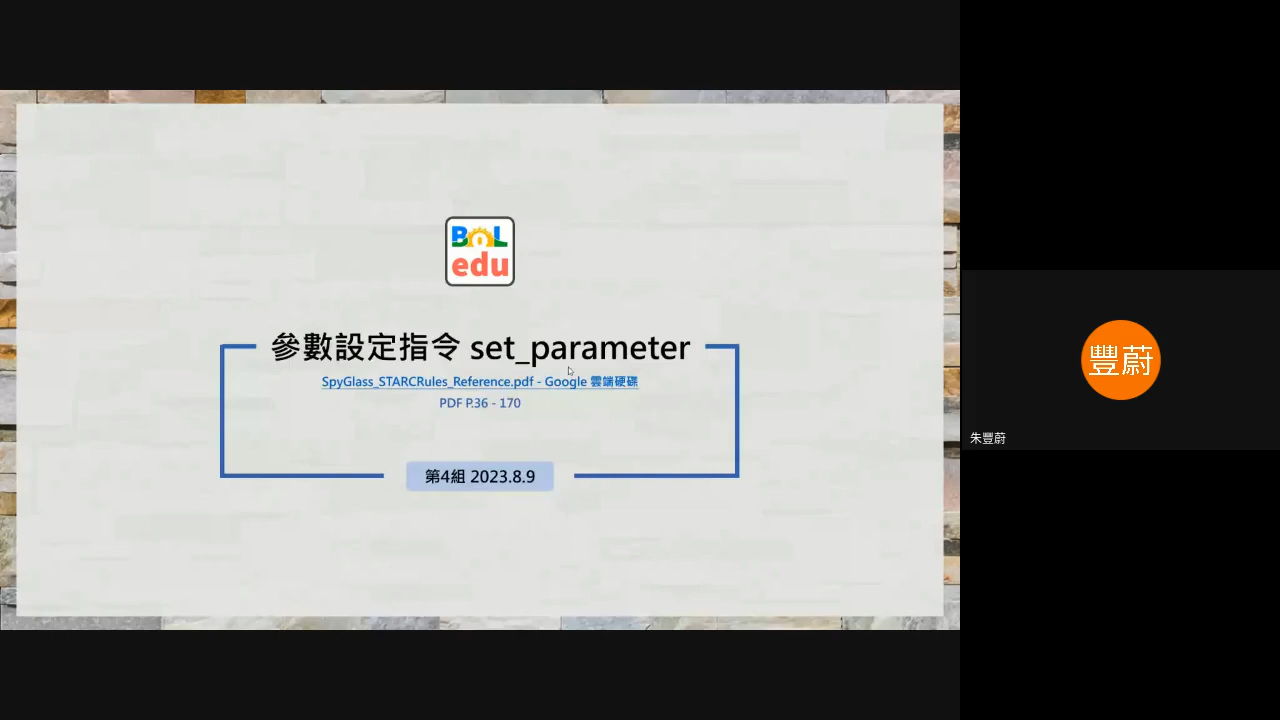 BOL
edu
參數設定指令 set_parameter
SpyGlass_STARCRules_Reference.pdf - Google 雲端硬碟
PDF P.36 - 170
第4組 2023.8.9
豐蔚
朱豐蔚